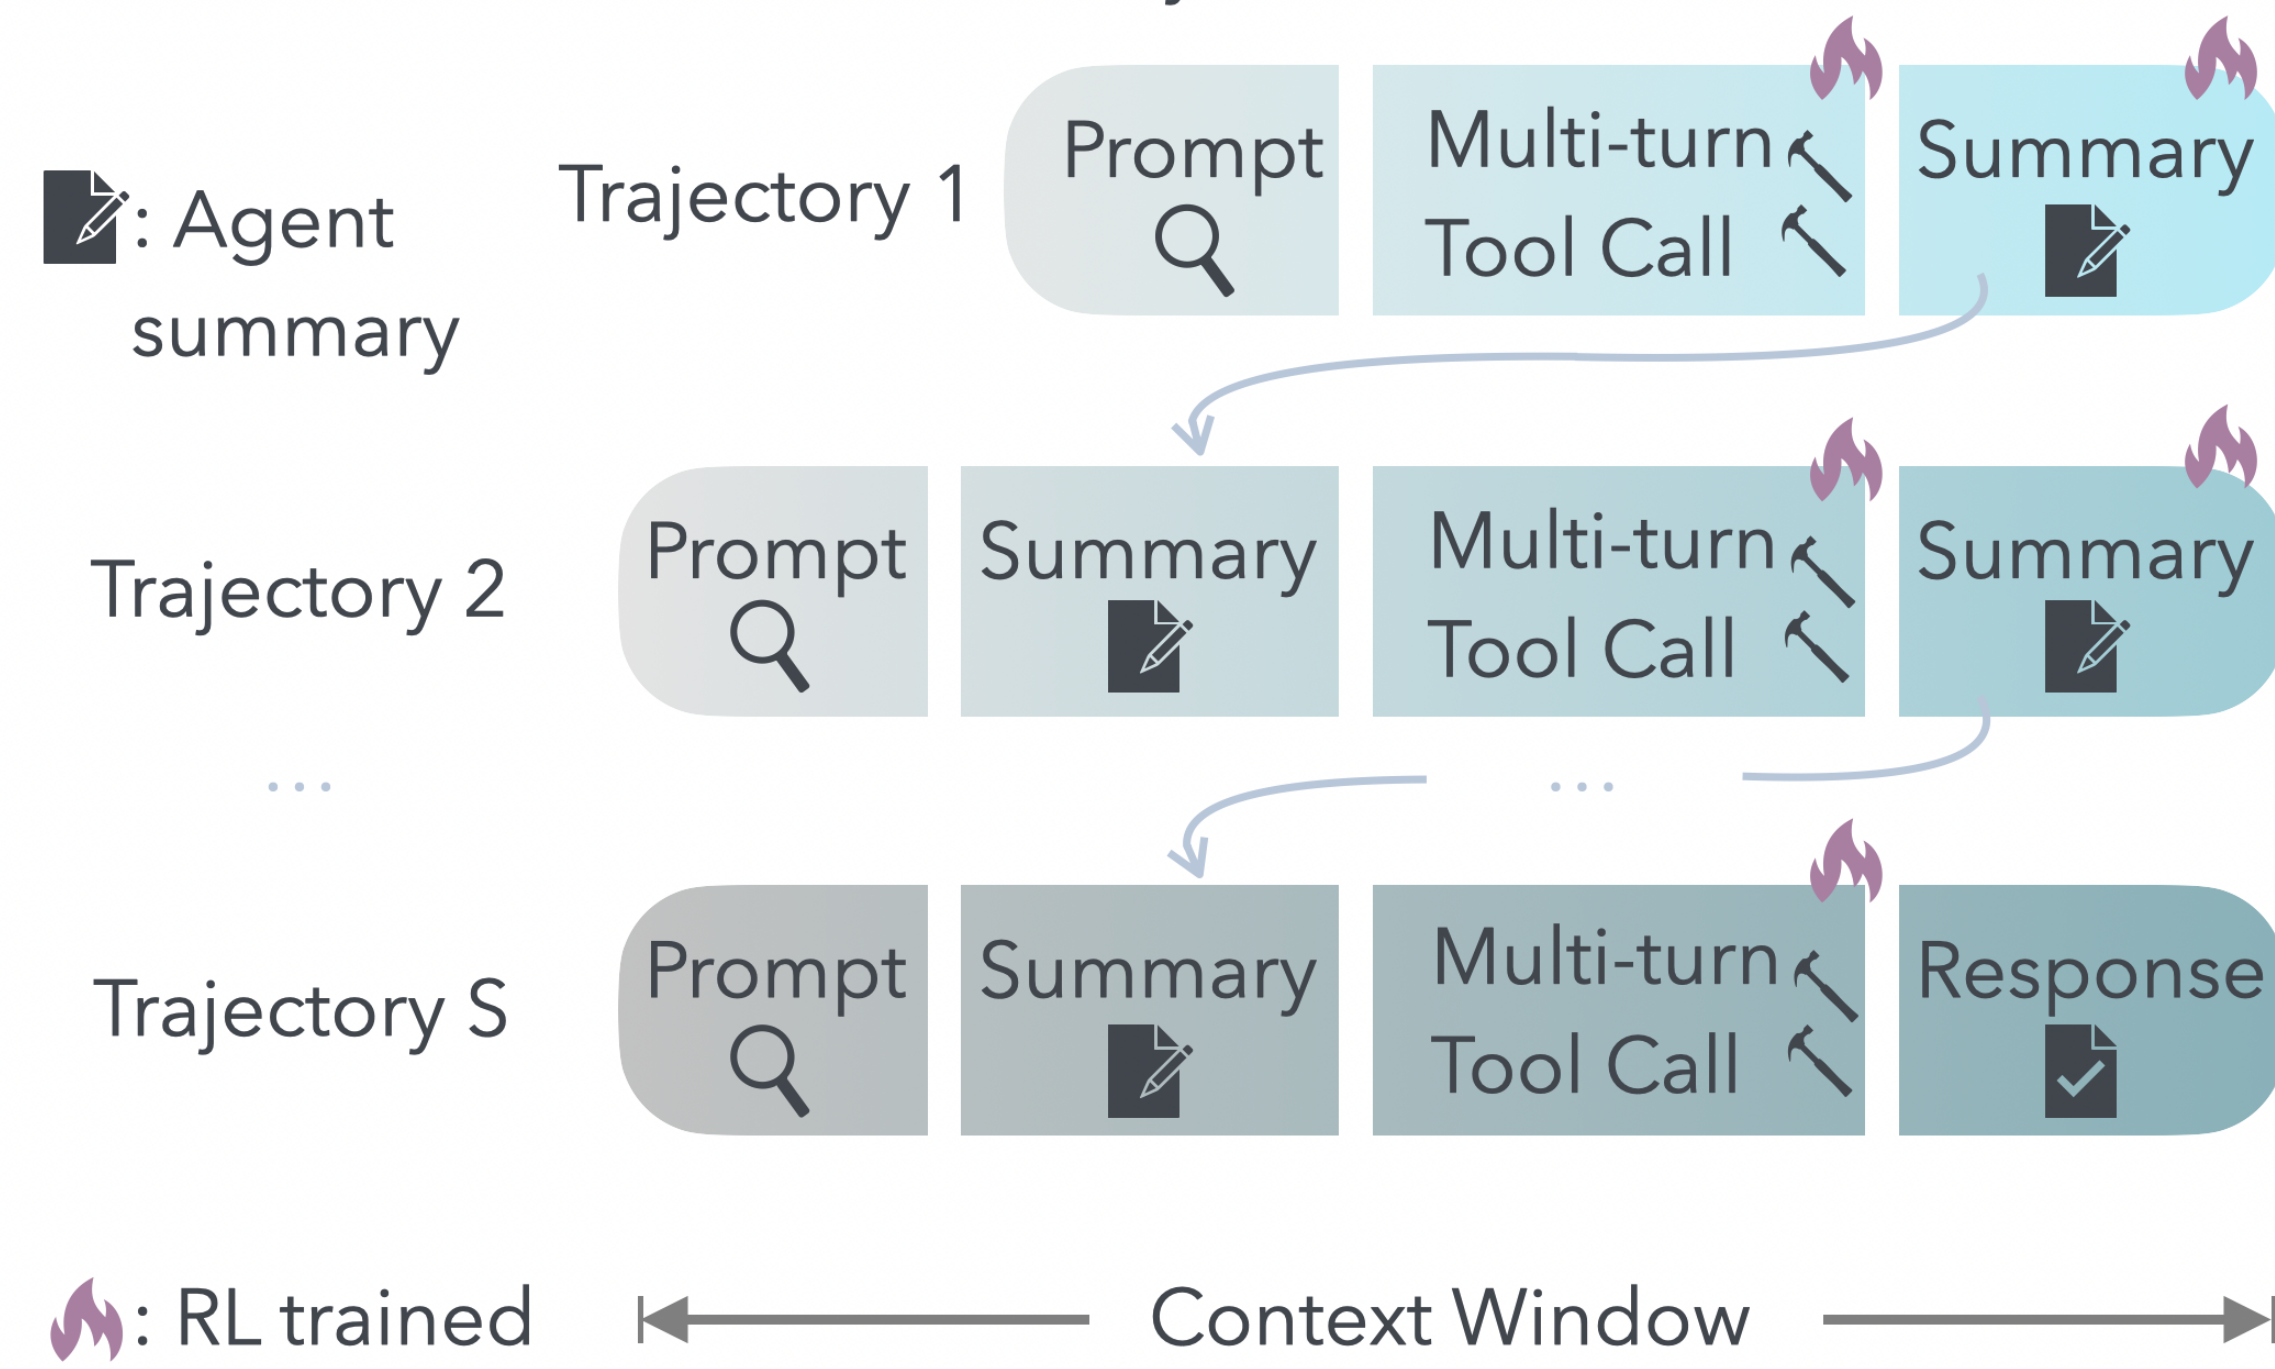 Trajectory 1
Prompt
Multi-turn
Tool Call
Summary
: Agent
summary
Trajectory 2
Prompt
Summary
Multi-turn
Tool Call
Summary
...
...
Trajectory S
Prompt
Summary
Multi-turn
Tool Call
Response
: RL trained
Context Window